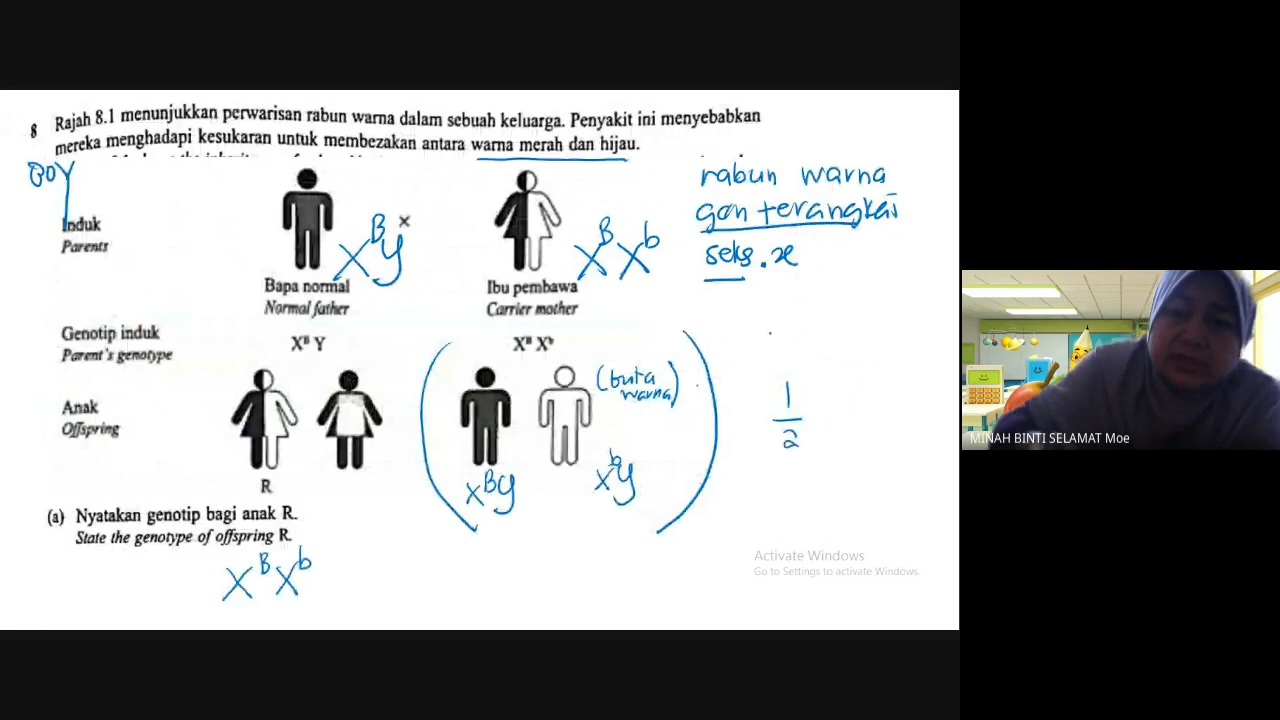 8 Rajah 8.1 menunjukkan perwarisan rabun warna dalam sebuah keluarga. Penyakit ini menyebabkan
mereka menghadapi kesukaran untuk membezakan antara warna merah dan hijau.
Induk
Parents
X^B Y
×
X^B X^b
rabun warna
gen terangkai
seks. x
Bapa normal
Normal father
Ibu pembawa
Carrier mother
Genotip induk
Parent's genotype
X^B Y
X^B X^b
(buta
warna)
Anak
Offspring
1
2
R
X^B Y
X^b Y
(a) Nyatakan genotip bagi anak R.
State the genotype of offspring R.
X^B X^b
Activate Windows
Go to Settings to activate Windows.
MINAH BINTI SELAMAT Moe